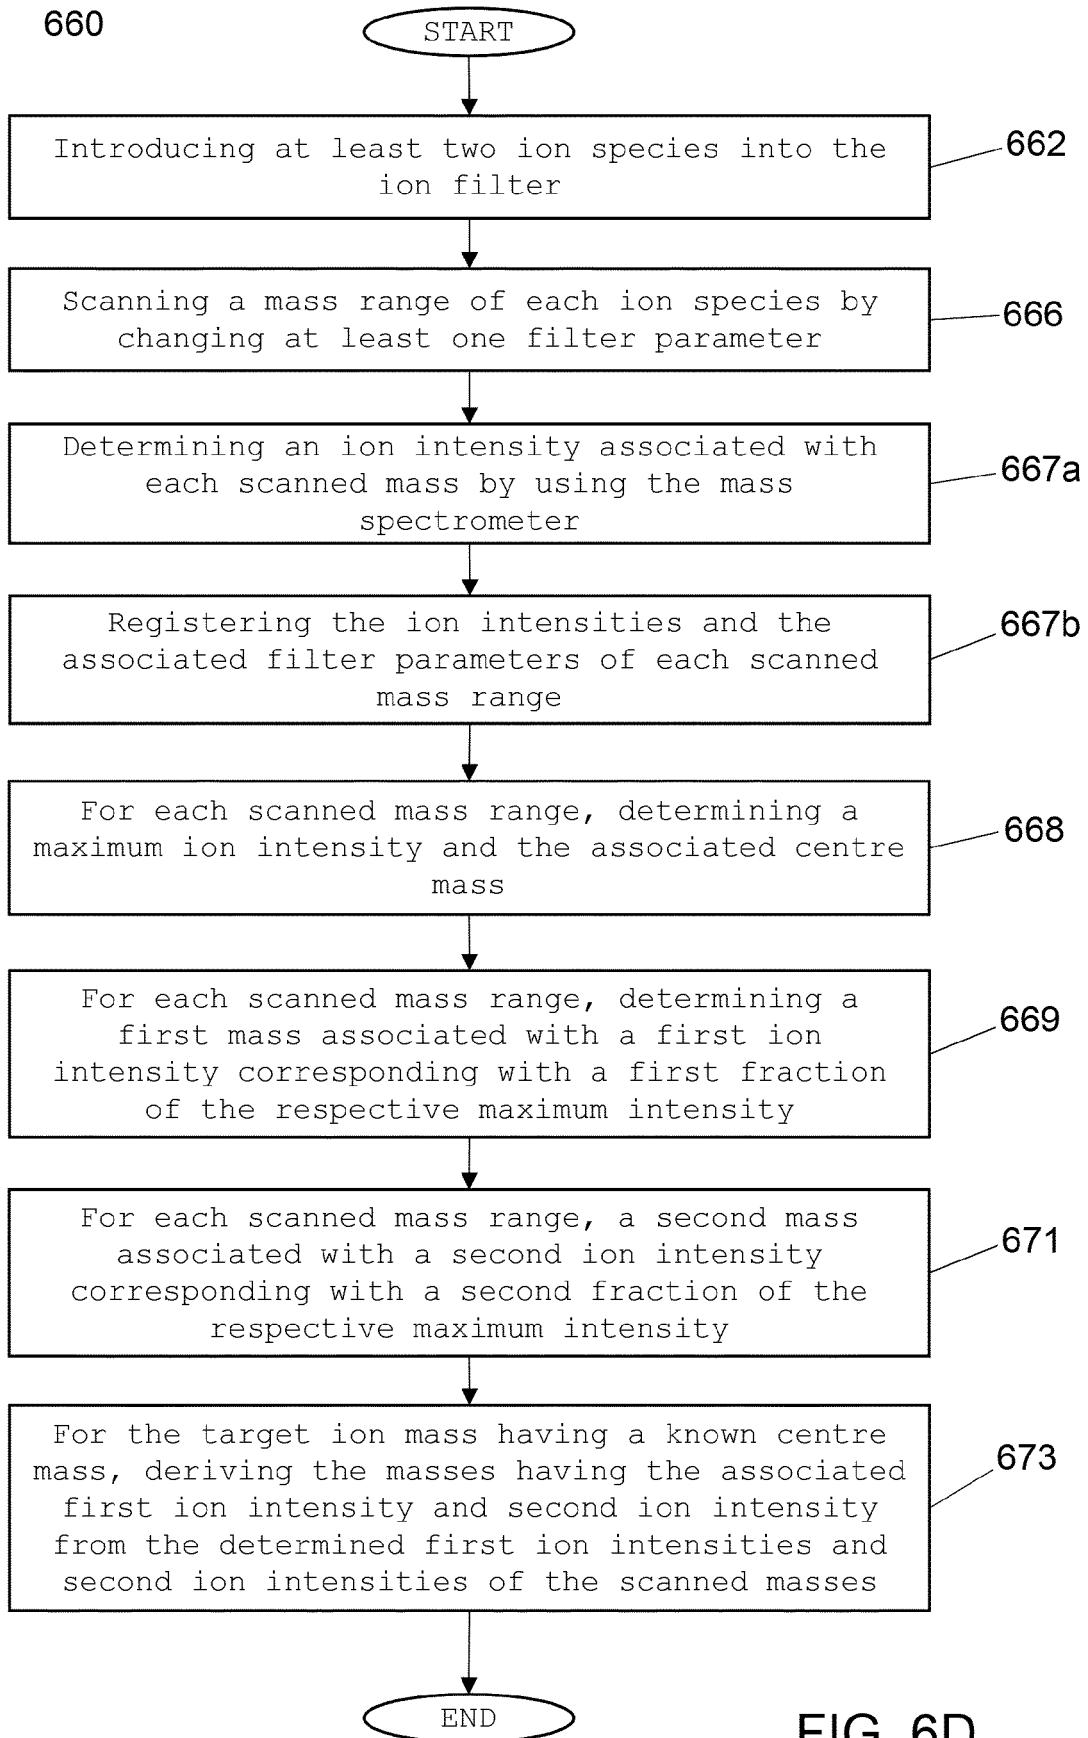 660
START
Introducing at least two ion species into the
ion filter
662
Scanning a mass range of each ion species by
changing at least one filter parameter
666
Determining an ion intensity associated with
each scanned mass by using the mass
spectrometer
667a
Registering the ion intensities and the
associated filter parameters of each scanned
mass range
667b
For each scanned mass range, determining a
maximum ion intensity and the associated centre
mass
668
For each scanned mass range, determining a
first mass associated with a first ion
intensity corresponding with a first fraction
of the respective maximum intensity
669
For each scanned mass range, a second mass
associated with a second ion intensity
corresponding with a second fraction of the
respective maximum intensity
671
For the target ion mass having a known centre
mass, deriving the masses having the associated
first ion intensity and second ion intensity
from the determined first ion intensities and
second ion intensities of the scanned masses
673
END
FIG. 6D